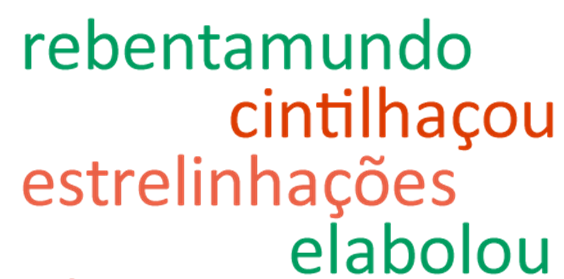 rebentamundo
cintilhaçou
estrelinhações
elabolou